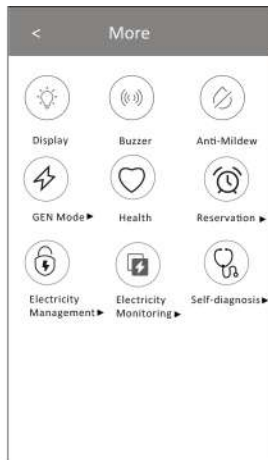 < More
Display Buzzer Anti-Mildew
GEN Mode▶ Health Reservation ▶
Electricity Electricity Self-diagnosis▶
Management▶ Monitoring▶